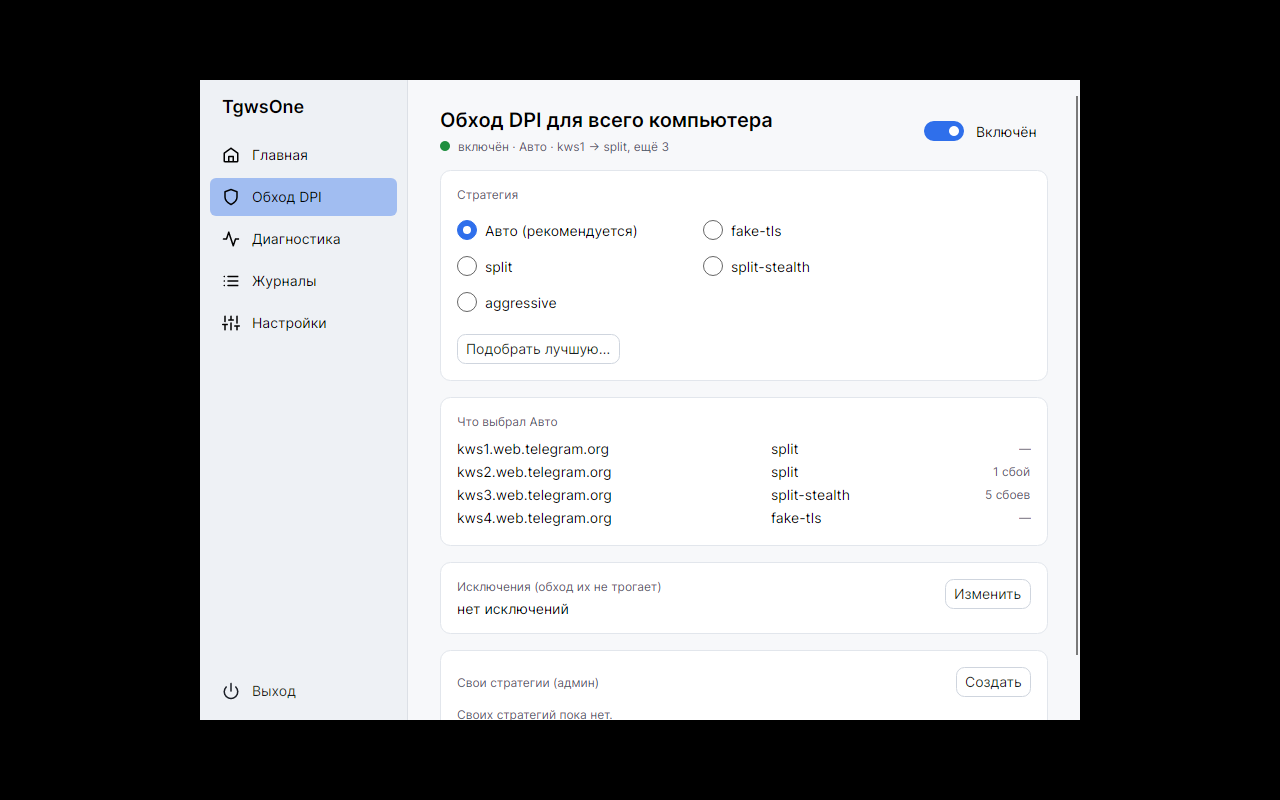 TgwsOne
Главная
Обход DPI
Диагностика
Журналы
Настройки
Выход
Обход DPI для всего компьютера
включён · Авто · kws1 → split, ещё 3
Включён
Стратегия
Авто (рекомендуется)
fake-tls
split
split-stealth
aggressive
Подобрать лучшую...
Что выбрал Авто
kws1.web.telegram.org split —
kws2.web.telegram.org split 1 сбой
kws3.web.telegram.org split-stealth 5 сбоев
kws4.web.telegram.org fake-tls —
Исключения (обход их не трогает)
нет исключений
Изменить
Свои стратегии (админ)
Создать
Своих стратегий пока нет.